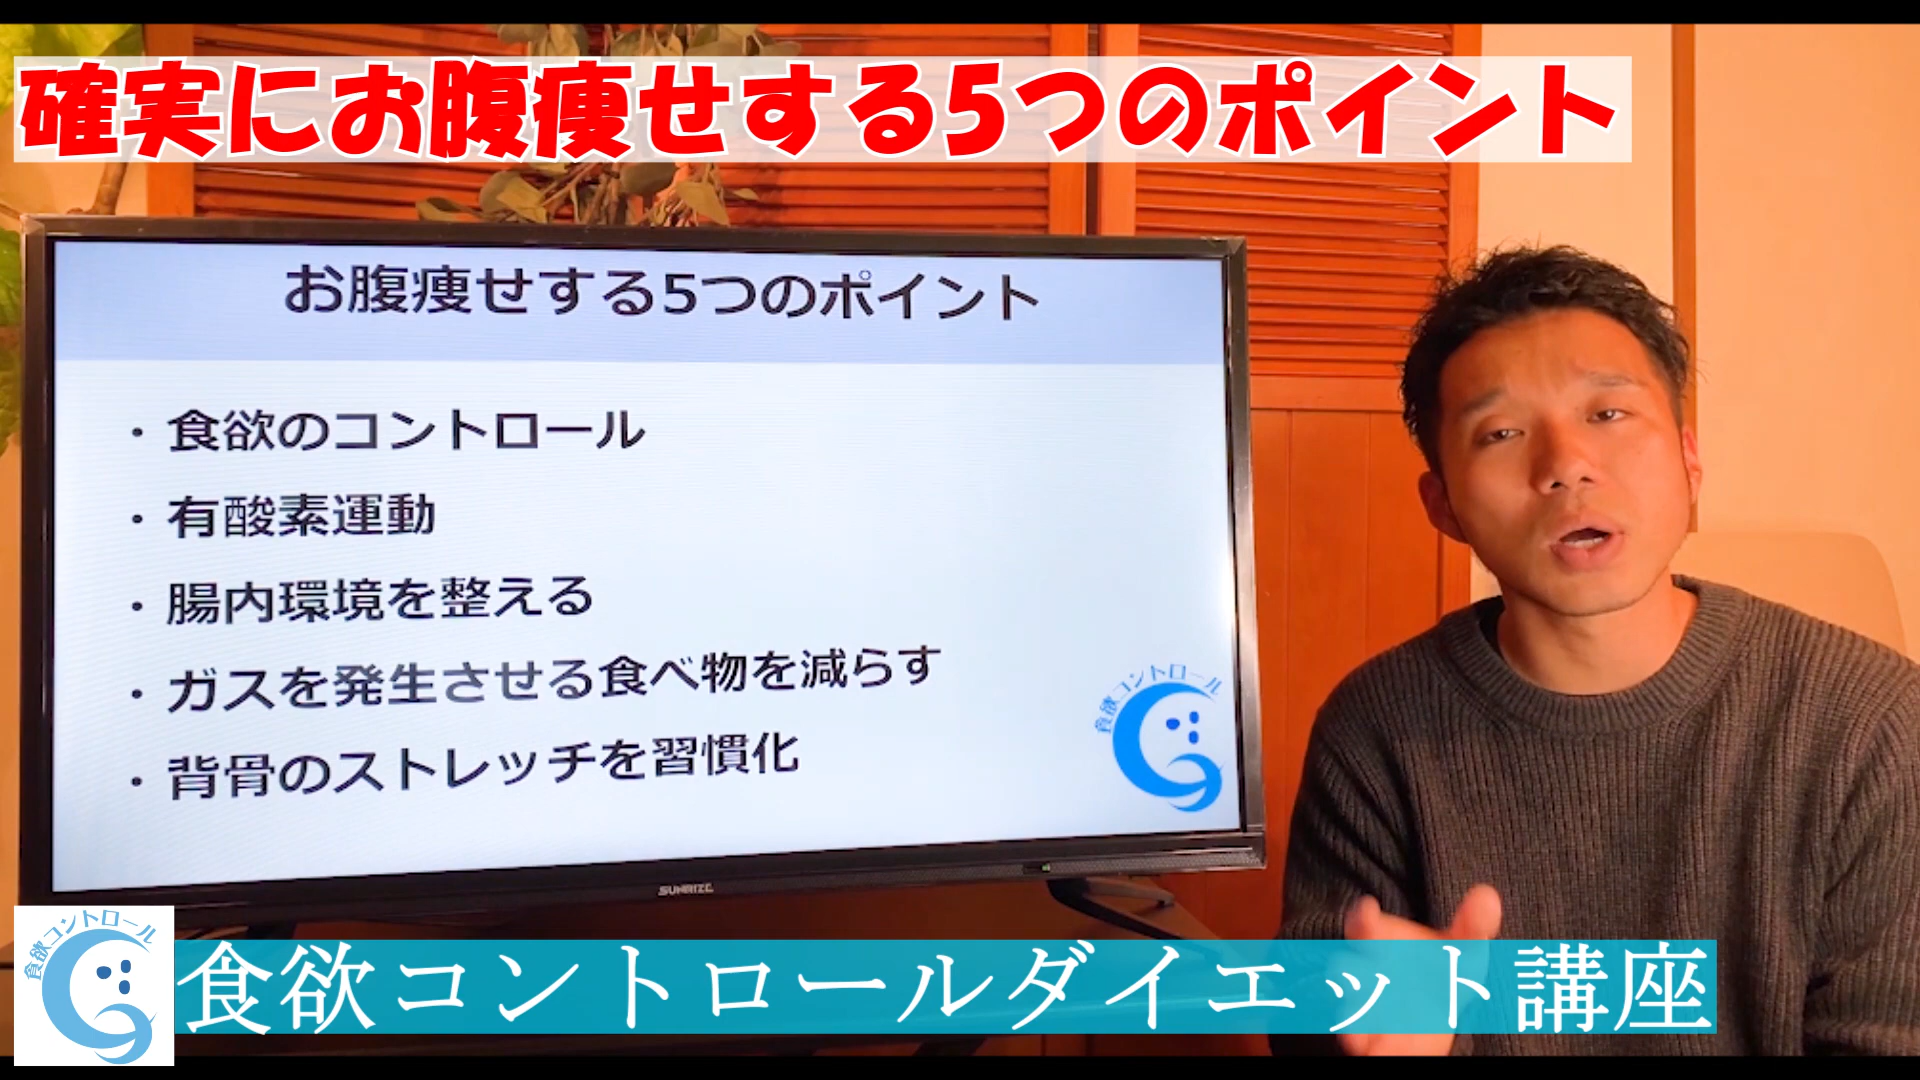 確実にお腹痩せする5つのポイント
お腹痩せする5つのポイント
・食欲のコントロール
・有酸素運動
・腸内環境を整える
・ガスを発生させる食べ物を減らす
・背骨のストレッチを習慣化
食欲コントロール
SUNRIZE
食欲コントロール
食欲コントロールダイエット講座